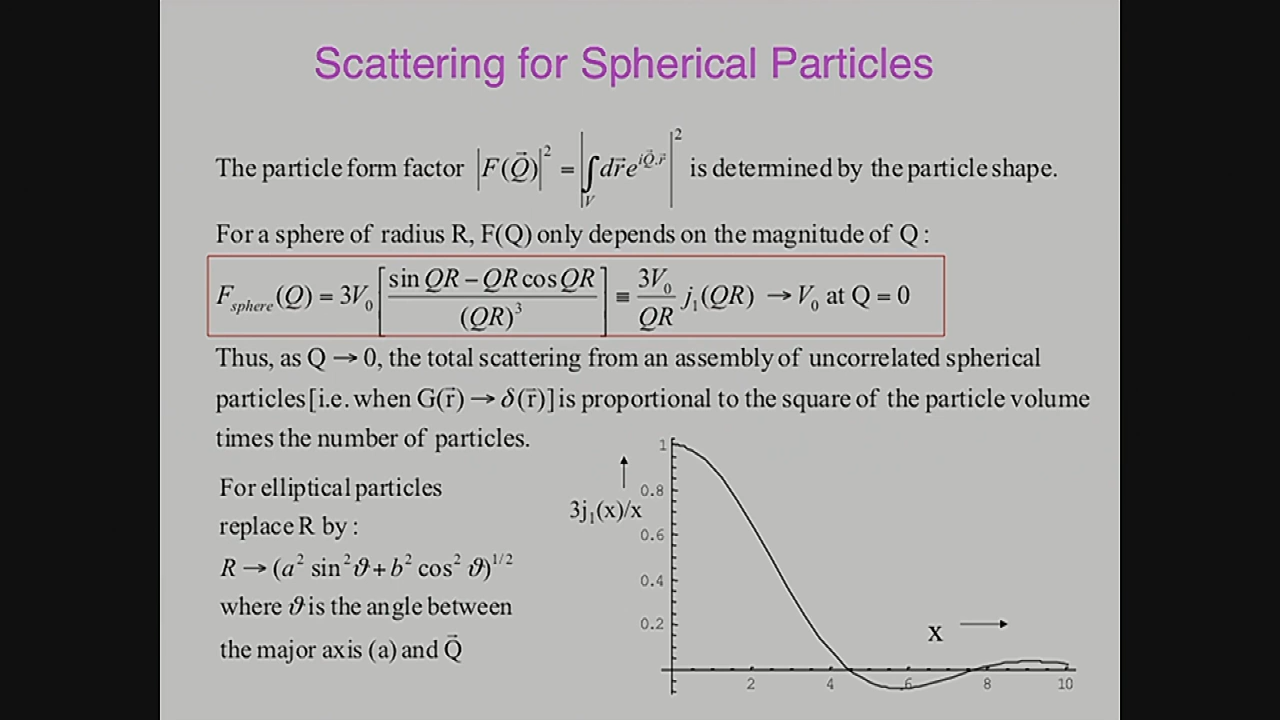 Scattering for Spherical Particles
The particle form factor |F(Q⃗)|² = |∫_V dr⃗ e^{iQ⃗.r⃗}|² is determined by the particle shape.
For a sphere of radius R, F(Q) only depends on the magnitude of Q :
F_sphere(Q) = 3V₀ [ (sin QR − QR cos QR) / (QR)³ ] ≡ (3V₀ / QR) j₁(QR) → V₀ at Q = 0
Thus, as Q → 0, the total scattering from an assembly of uncorrelated spherical
particles [i.e. when G(r⃗) → δ(r⃗)] is proportional to the square of the particle volume
times the number of particles.
For elliptical particles
replace R by :
R → (a² sin² ϑ + b² cos² ϑ)^{1/2}
where ϑ is the angle between
the major axis (a) and Q⃗
1
0.8
3j₁(x)/x
0.6
0.4
0.2
x
2 4 6 8 10